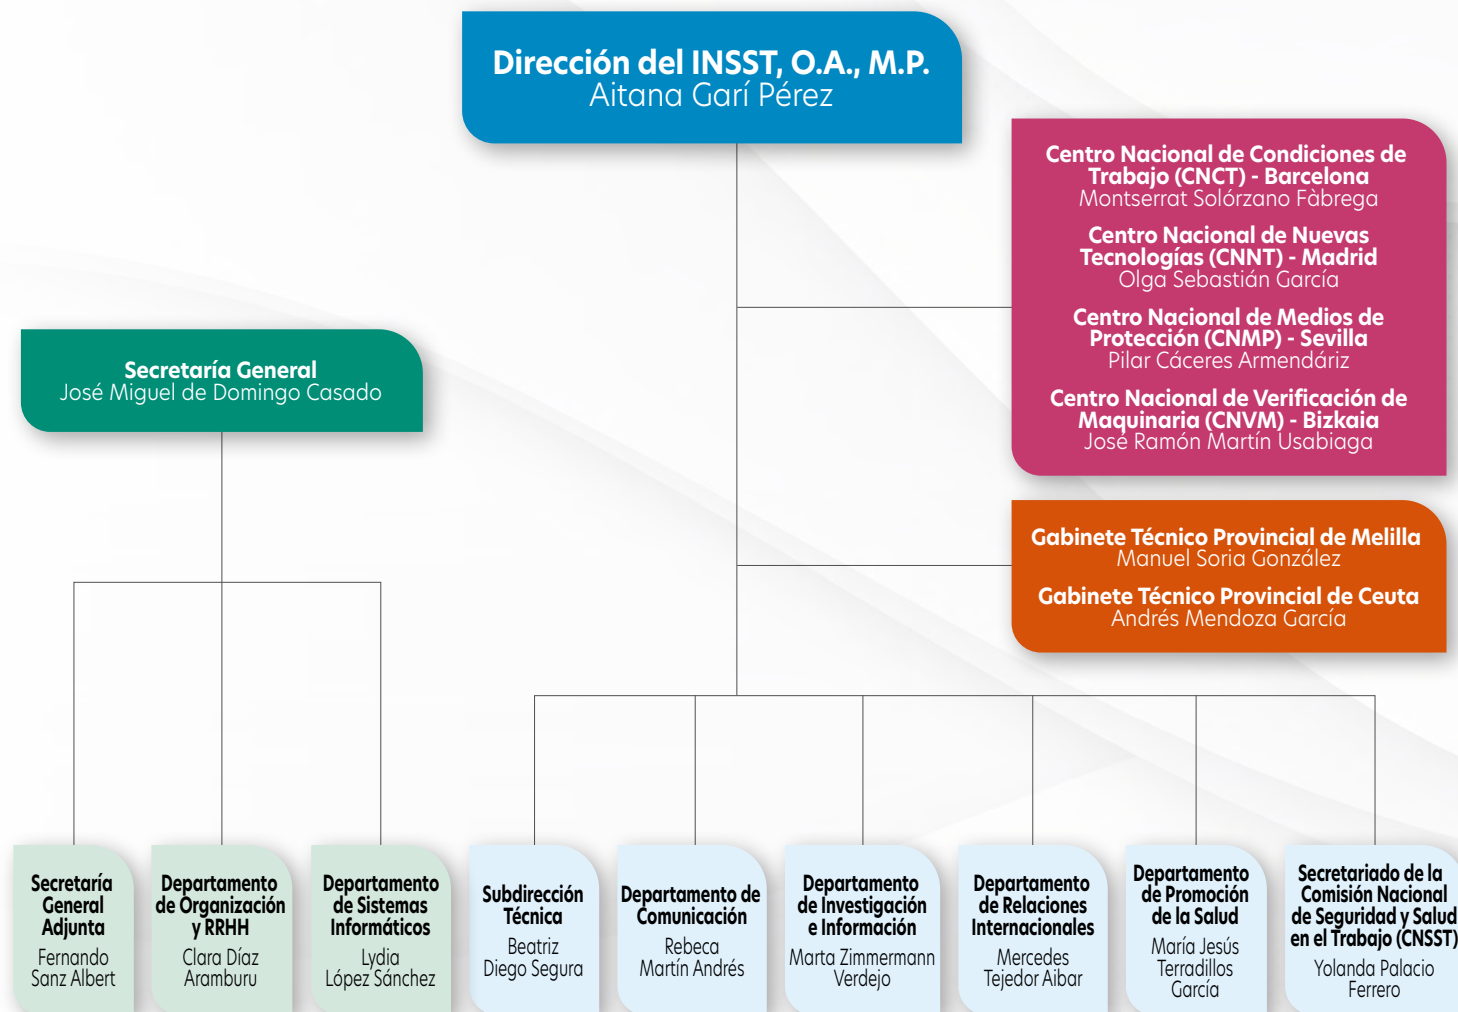 Dirección del INSST, O.A., M.P.
Aitana Garí Pérez
Centro Nacional de Condiciones de
Trabajo (CNCT) - Barcelona
Montserrat Solórzano Fàbrega
Centro Nacional de Nuevas
Tecnologías (CNNT) - Madrid
Olga Sebastián García
Centro Nacional de Medios de
Protección (CNMP) - Sevilla
Pilar Cáceres Armendáriz
Centro Nacional de Verificación de
Maquinaria (CNVM) - Bizkaia
José Ramón Martín Usabiaga
Secretaría General
José Miguel de Domingo Casado
Gabinete Técnico Provincial de Melilla
Manuel Soria González
Gabinete Técnico Provincial de Ceuta
Andrés Mendoza García
Secretaría
General
Adjunta
Fernando
Sanz Albert
Departamento
de Organización
y RRHH
Clara Díaz
Aramburu
Departamento
de Sistemas
Informáticos
Lydia
López Sánchez
Subdirección
Técnica
Beatriz
Diego Segura
Departamento de
Comunicación
Rebeca
Martín Andrés
Departamento
de Investigación
e Información
Marta Zimmermann
Verdejo
Departamento
de Relaciones
Internacionales
Mercedes
Tejedor Aibar
Departamento
de Promoción
de la Salud
María Jesús
Terradillos
García
Secretariado de la
Comisión Nacional
de Seguridad y Salud
en el Trabajo (CNSST)
Yolanda Palacio
Ferrero